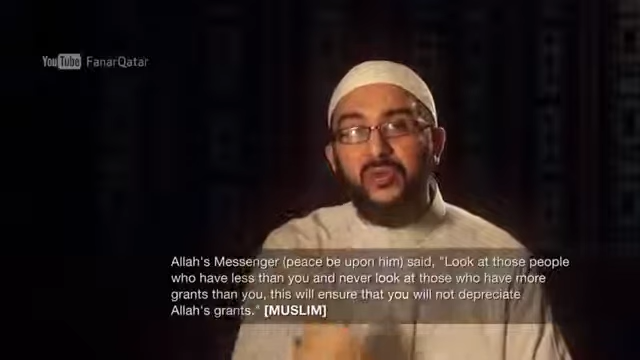 YouTube FanarQatar
Allah's Messenger (peace be upon him) said, "Look at those people
who have less than you and never look at those who have more
grants than you, this will ensure that you will not depreciate
Allah's grants." [MUSLIM]